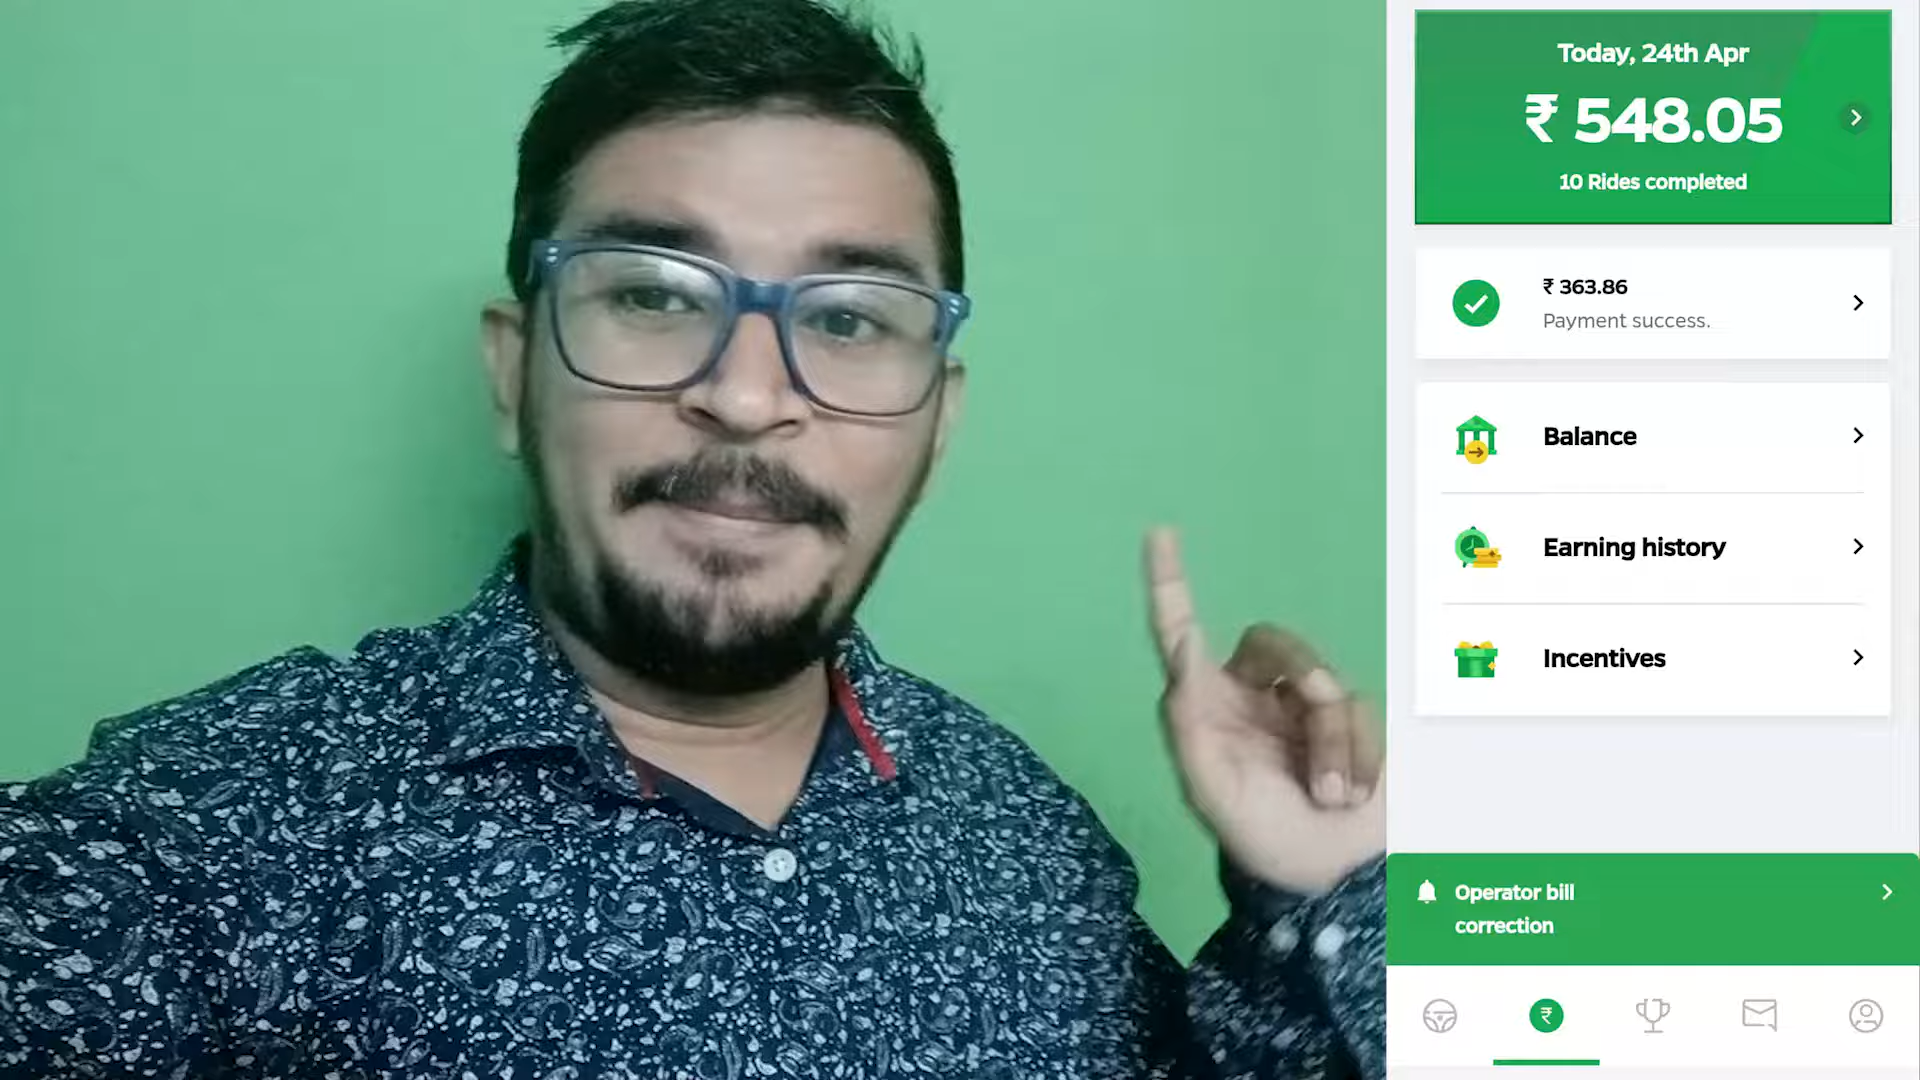 Today, 24th Apr
₹ 548.05
10 Rides completed
₹ 363.86
Payment success.
Balance
Earning history
Incentives
Operator bill
correction
₹